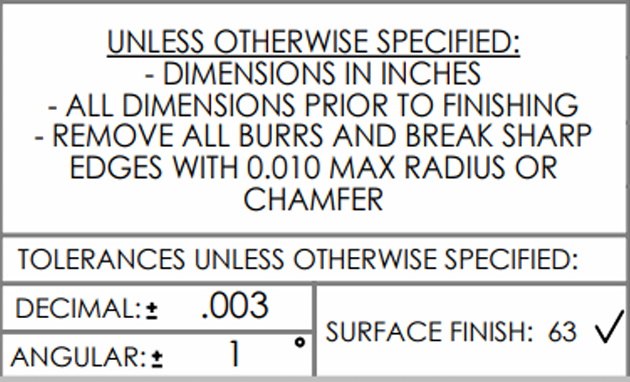 UNLESS OTHERWISE SPECIFIED:
- DIMENSIONS IN INCHES
- ALL DIMENSIONS PRIOR TO FINISHING
- REMOVE ALL BURRS AND BREAK SHARP
EDGES WITH 0.010 MAX RADIUS OR
CHAMFER
TOLERANCES UNLESS OTHERWISE SPECIFIED:
DECIMAL: ± .003
ANGULAR: ± 1 °
SURFACE FINISH: 63 √